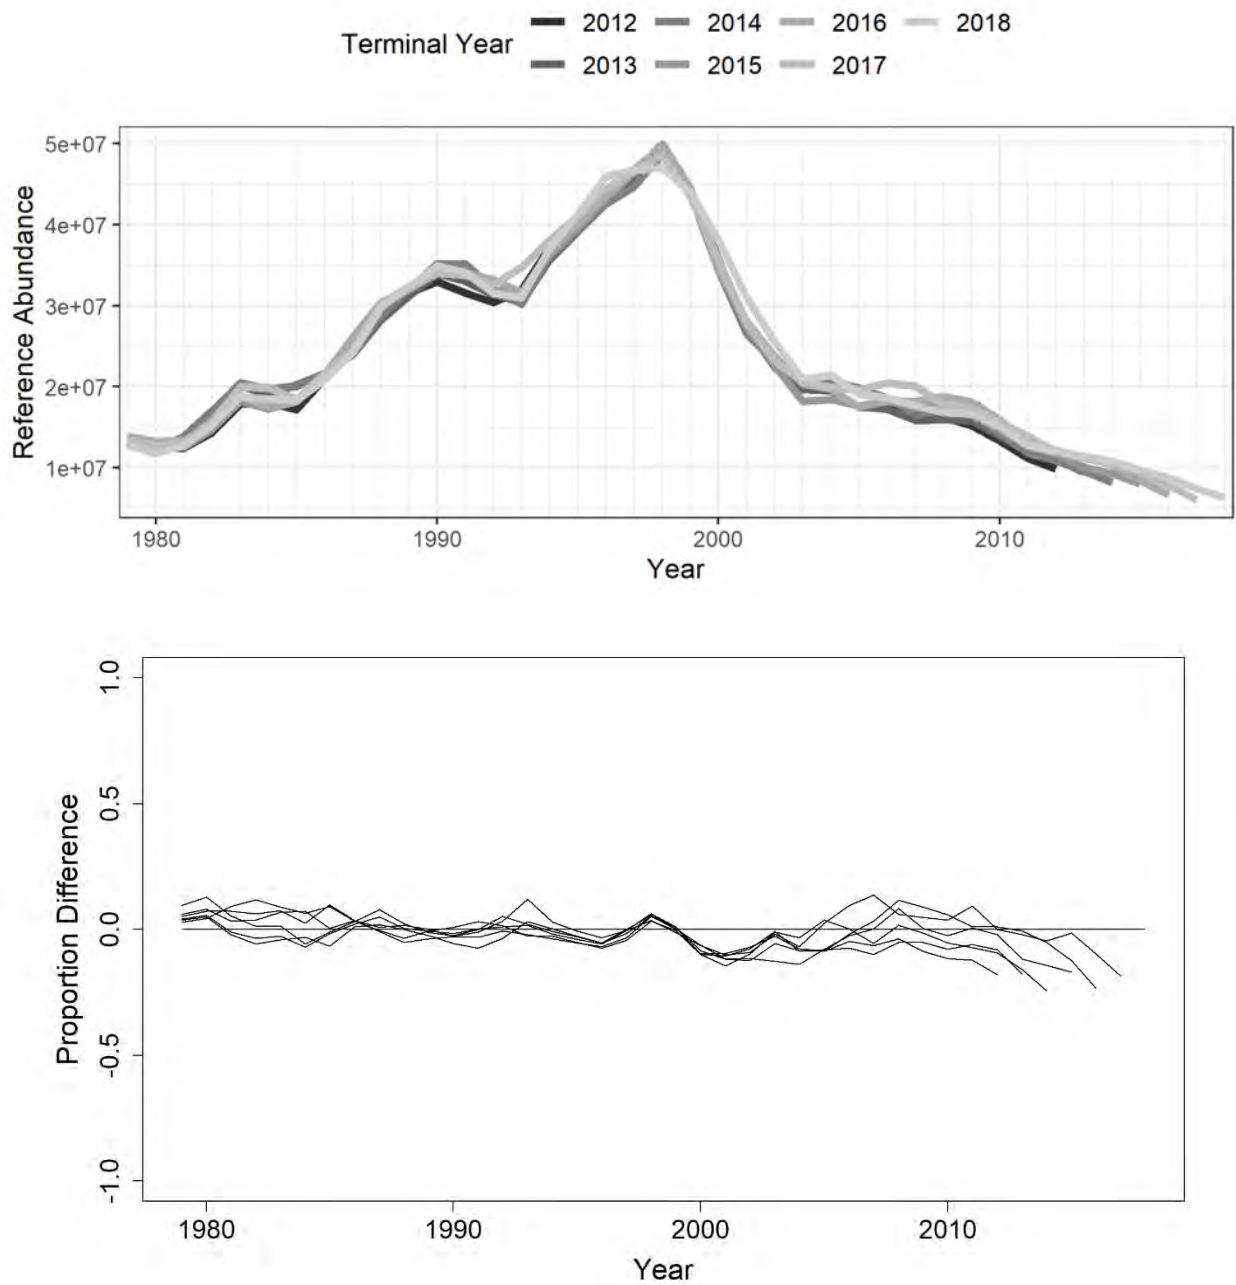 Terminal Year
2012 2014 2016 2018
2013 2015 2017
Reference Abundance
5e+07
4e+07
3e+07
2e+07
1e+07
1980 1990 2000 2010
Year
Proportion Difference
1.0
0.5
0.0
-0.5
-1.0
1980 1990 2000 2010
Year